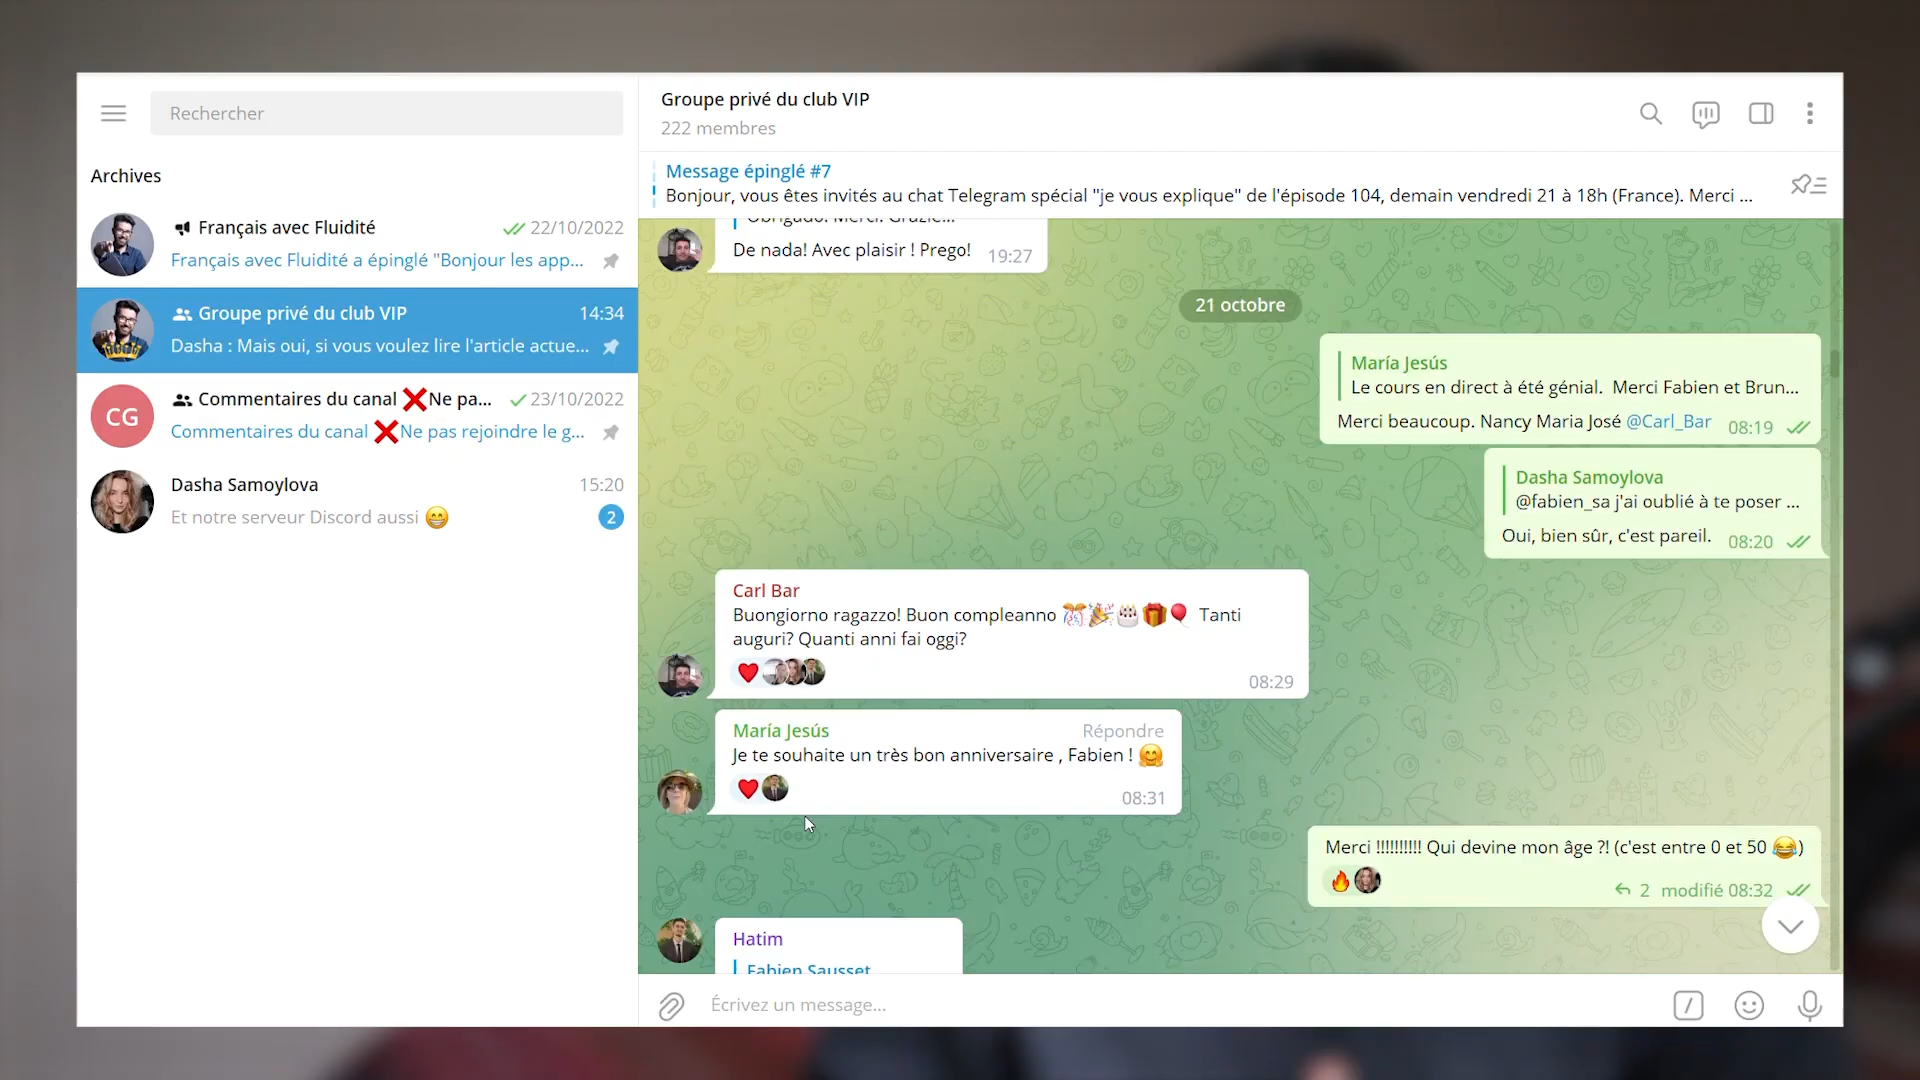 Rechercher
Archives
Français avec Fluidité
22/10/2022
Français avec Fluidité a épinglé "Bonjour les app...
Groupe privé du club VIP
14:34
Dasha : Mais oui, si vous voulez lire l'article actue...
CG
Commentaires du canal ❌Ne pa...
23/10/2022
Commentaires du canal ❌Ne pas rejoindre le g...
Dasha Samoylova
15:20
Et notre serveur Discord aussi 😁
2
Groupe privé du club VIP
222 membres
Message épinglé #7
Bonjour, vous êtes invités au chat Telegram spécial "je vous explique" de l'épisode 104, demain vendredi 21 à 18h (France). Merci ...
Obrigado! Merci! Grazie...
De nada! Avec plaisir ! Prego!
19:27
21 octobre
María Jesús
Le cours en direct à été génial.  Merci Fabien et Brun...
Merci beaucoup. Nancy Maria José @Carl_Bar
08:19
Dasha Samoylova
@fabien_sa j'ai oublié à te poser ...
Oui, bien sûr, c'est pareil.
08:20
Carl Bar
Buongiorno ragazzo! Buon compleanno 🎊🎉🎂🎁🎈 Tanti
auguri? Quanti anni fai oggi?
08:29
María Jesús
Répondre
Je te souhaite un très bon anniversaire , Fabien ! 🤗
08:31
Merci !!!!!!!!!! Qui devine mon âge ?! (c'est entre 0 et 50 😂)
2 modifié 08:32
Hatim
Fabien Sausset
Écrivez un message...